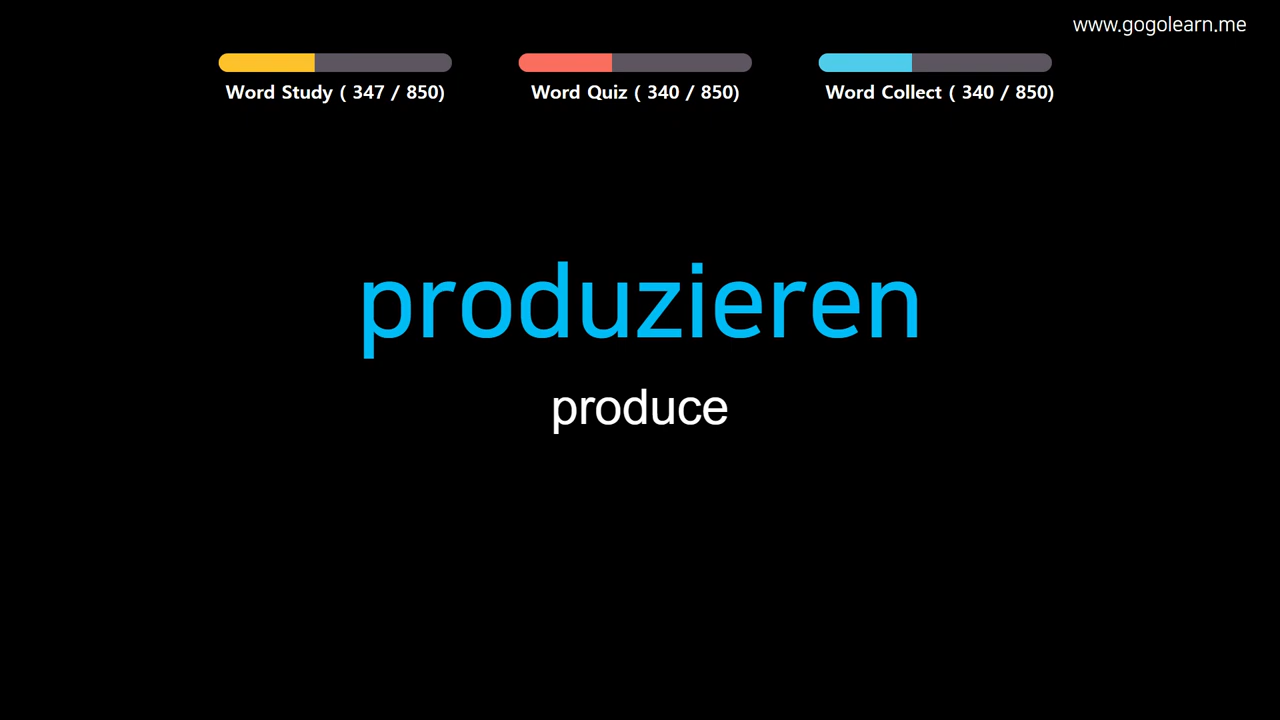 www.gogolearn.me
Word Study ( 347 / 850)
Word Quiz ( 340 / 850)
Word Collect ( 340 / 850)
produzieren
produce